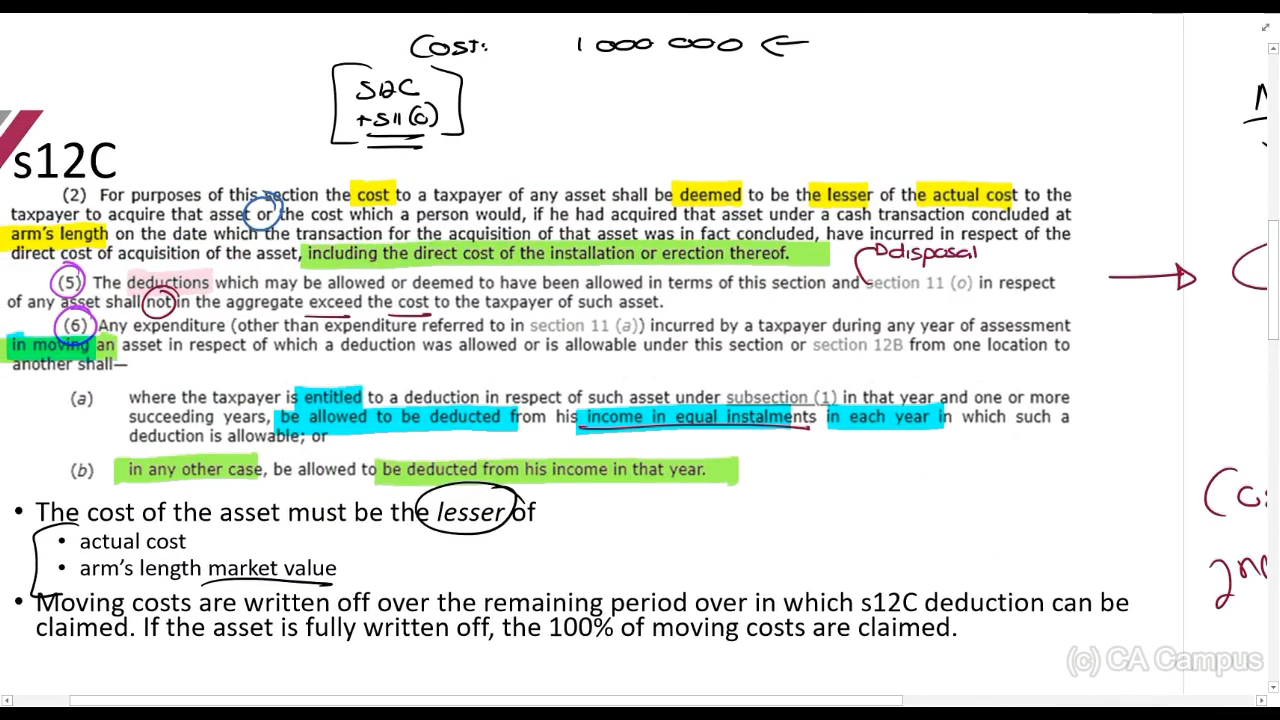 Cost: 1 000 000 ←
s12C
+ s11(o)
s12C
(2) For purposes of this section the cost to a taxpayer of any asset shall be deemed to be the lesser of the actual cost to the
taxpayer to acquire that asset or the cost which a person would, if he had acquired that asset under a cash transaction concluded at
arm's length on the date which the transaction for the acquisition of that asset was in fact concluded, have incurred in respect of the
direct cost of acquisition of the asset, including the direct cost of the installation or erection thereof.
disposal
(5) The deductions which may be allowed or deemed to have been allowed in terms of this section and section 11 (o) in respect
of any asset shall not in the aggregate exceed the cost to the taxpayer of such asset.
(6) Any expenditure (other than expenditure referred to in section 11 (a)) incurred by a taxpayer during any year of assessment
in moving an asset in respect of which a deduction was allowed or is allowable under this section or section 12B from one location to
another shall—
(a) where the taxpayer is entitled to a deduction in respect of such asset under subsection (1) in that year and one or more
succeeding years, be allowed to be deducted from his income in equal instalments in each year in which such a
deduction is allowable; or
(b) in any other case, be allowed to be deducted from his income in that year.
• The cost of the asset must be the lesser of
• actual cost
• arm's length market value
• Moving costs are written off over the remaining period over in which s12C deduction can be
claimed. If the asset is fully written off, the 100% of moving costs are claimed.
(c) CA Campus